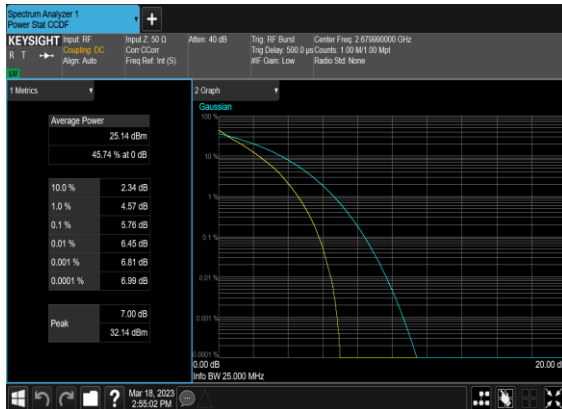 Spectrum Analyzer 1
Power Stat CCDF
KEYSIGHT
R T
LXI
Input: RF
Coupling: DC
Align: Auto
Input Z: 50 Ω
Corr CCorr
Freq Ref: Int (S)
Atten: 40 dB
Trig: RF Burst
Trig Delay: 500.0 µs
#IF Gain: Low
Center Freq: 2.679990000 GHz
Counts: 1.00 M/1.00 Mpt
Radio Std: None
1 Metrics
Average Power
25.14 dBm
45.74 % at 0 dB
10.0 % 2.34 dB
1.0 % 4.57 dB
0.1 % 5.76 dB
0.01 % 6.45 dB
0.001 % 6.81 dB
0.0001 % 6.99 dB
Peak
7.00 dB
32.14 dBm
2 Graph
Gaussian
100 %
10 %
1 %
0.1 %
0.01 %
0.001 %
0.0001 %
0.00 dB
20.00 d
Info BW 25.000 MHz
Mar 18, 2023
2:55:02 PM